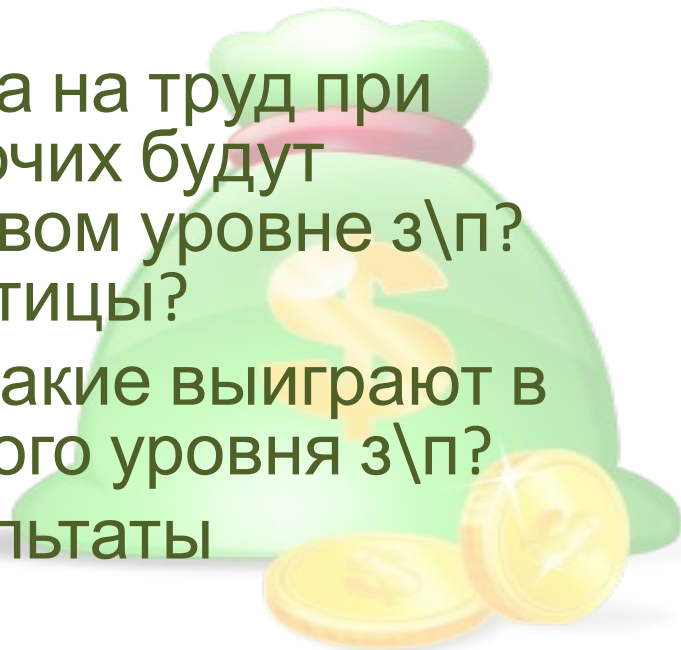 а на труд при
очих будут
вом уровне з\п?
тицы?
акие выиграют в
ого уровня з\п?
льтаты